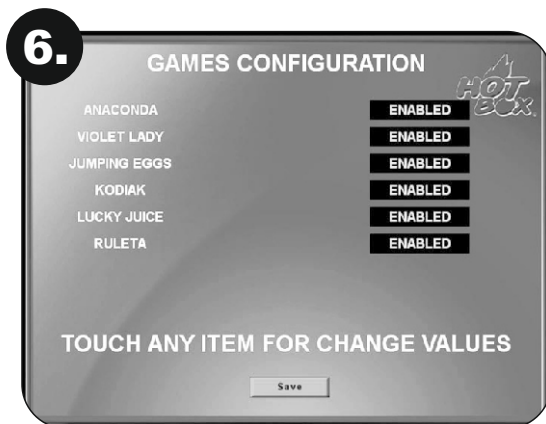 6.
GAMES CONFIGURATION
HOT
BOX
ANACONDA ENABLED
VIOLET LADY ENABLED
JUMPING EGGS ENABLED
KODIAK ENABLED
LUCKY JUICE ENABLED
RULETA ENABLED
TOUCH ANY ITEM FOR CHANGE VALUES
Save